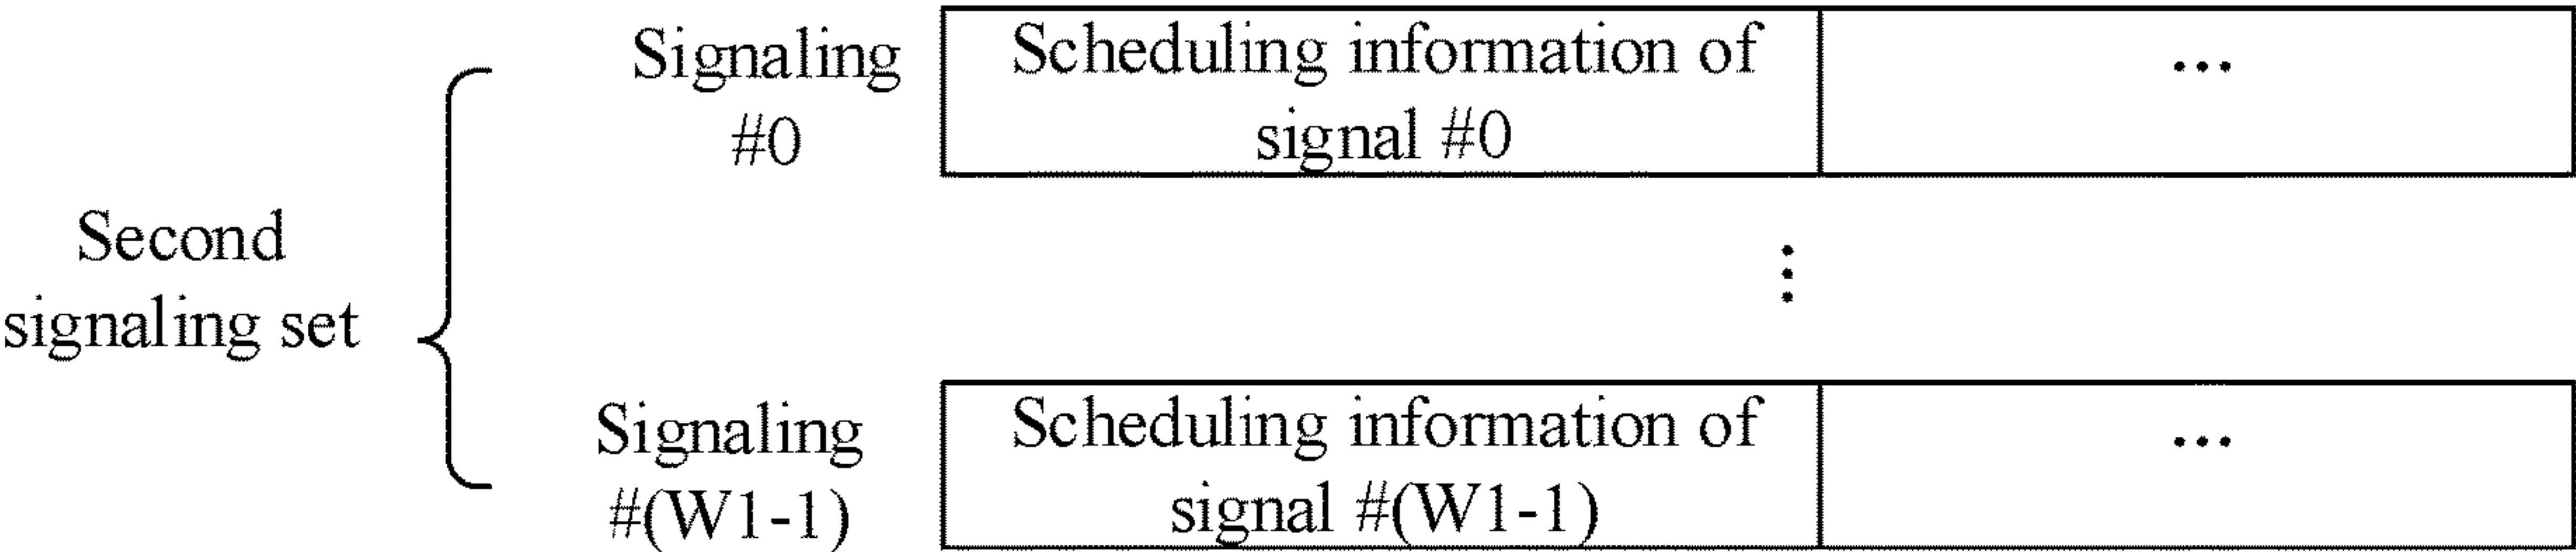 Signaling
#0
Scheduling information of
signal #0
...
Second
signaling set
⋮
Signaling
#(W1-1)
Scheduling information of
signal #(W1-1)
...